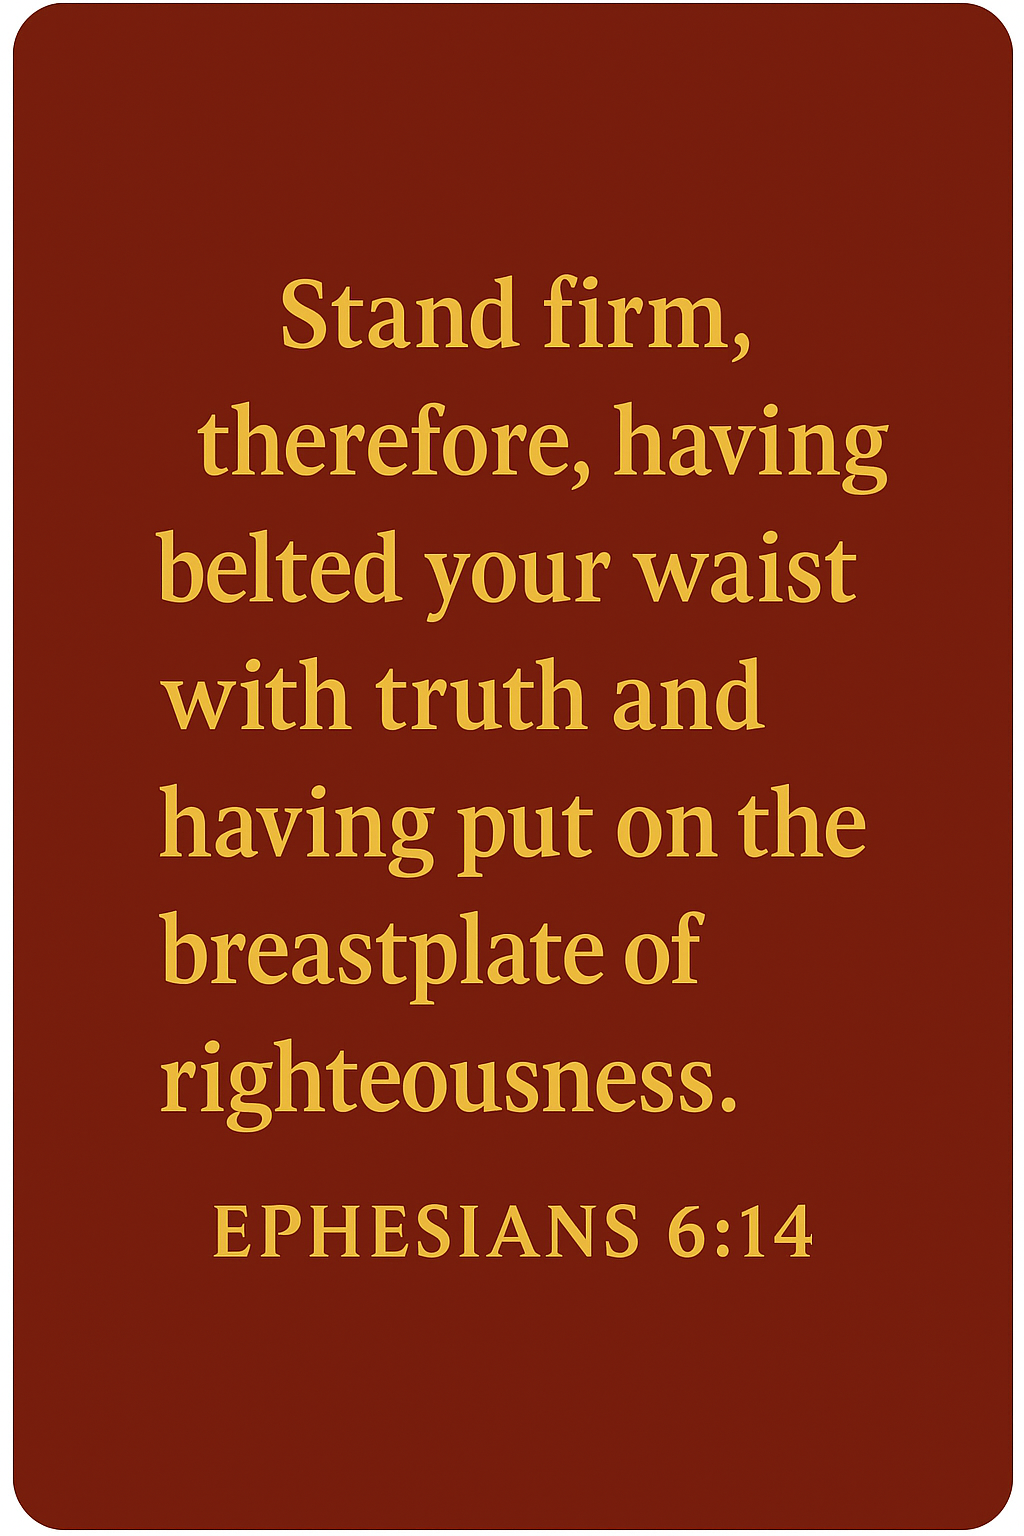 Stand firm,
therefore, having
belted your waist
with truth and
having put on the
breastplate of
righteousness.
EPHESIANS 6:14